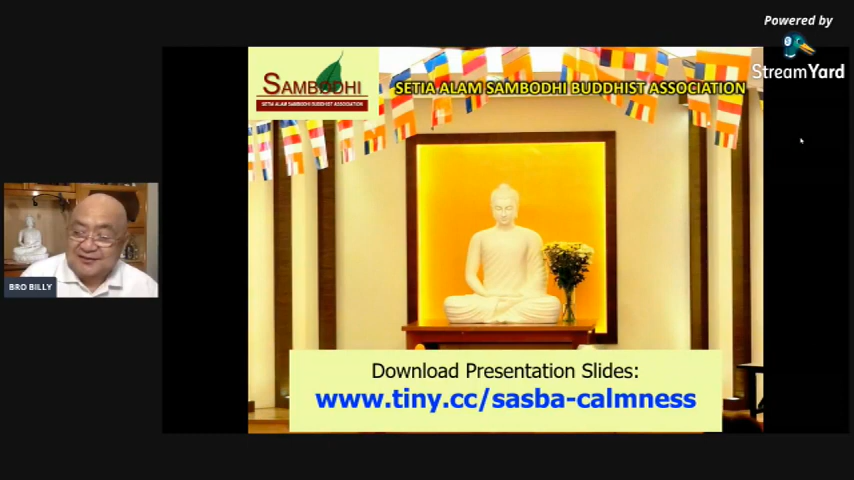 Powered by
StreamYard
SAMBODHI
SETIA ALAM SAMBODHI BUDDHIST ASSOCIATION
SETIA ALAM SAMBODHI BUDDHIST ASSOCIATION
BRO BILLY
Download Presentation Slides:
www.tiny.cc/sasba-calmness